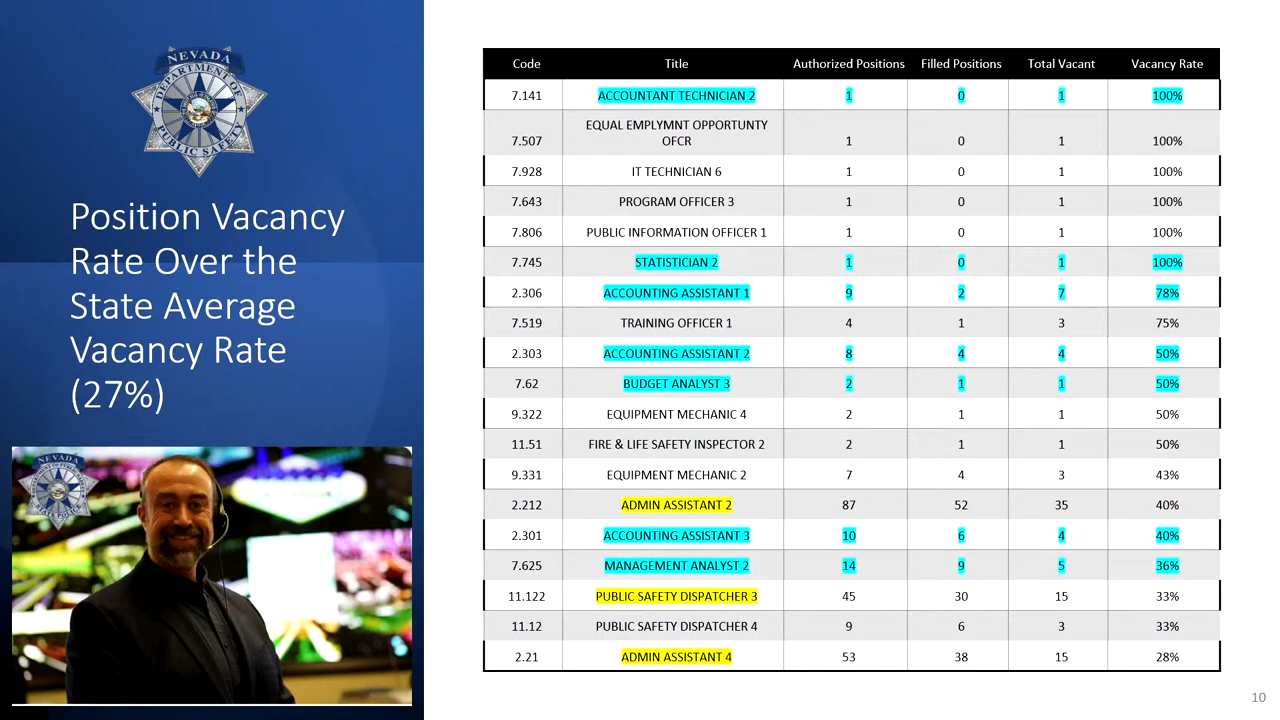 NEVADA
DEPARTMENT OF
PUBLIC SAFETY
Position Vacancy
Rate Over the
State Average
Vacancy Rate
(27%)
NEVADA
STATE POLICE
Code Title Authorized Positions Filled Positions Total Vacant Vacancy Rate
7.141 ACCOUNTANT TECHNICIAN 2 1 0 1 100%
EQUAL EMPLYMNT OPPORTUNTY
7.507 OFCR 1 0 1 100%
7.928 IT TECHNICIAN 6 1 0 1 100%
7.643 PROGRAM OFFICER 3 1 0 1 100%
7.806 PUBLIC INFORMATION OFFICER 1 1 0 1 100%
7.745 STATISTICIAN 2 1 0 1 100%
2.306 ACCOUNTING ASSISTANT 1 9 2 7 78%
7.519 TRAINING OFFICER 1 4 1 3 75%
2.303 ACCOUNTING ASSISTANT 2 8 4 4 50%
7.62 BUDGET ANALYST 3 2 1 1 50%
9.322 EQUIPMENT MECHANIC 4 2 1 1 50%
11.51 FIRE & LIFE SAFETY INSPECTOR 2 2 1 1 50%
9.331 EQUIPMENT MECHANIC 2 7 4 3 43%
2.212 ADMIN ASSISTANT 2 87 52 35 40%
2.301 ACCOUNTING ASSISTANT 3 10 6 4 40%
7.625 MANAGEMENT ANALYST 2 14 9 5 36%
11.122 PUBLIC SAFETY DISPATCHER 3 45 30 15 33%
11.12 PUBLIC SAFETY DISPATCHER 4 9 6 3 33%
2.21 ADMIN ASSISTANT 4 53 38 15 28%
10